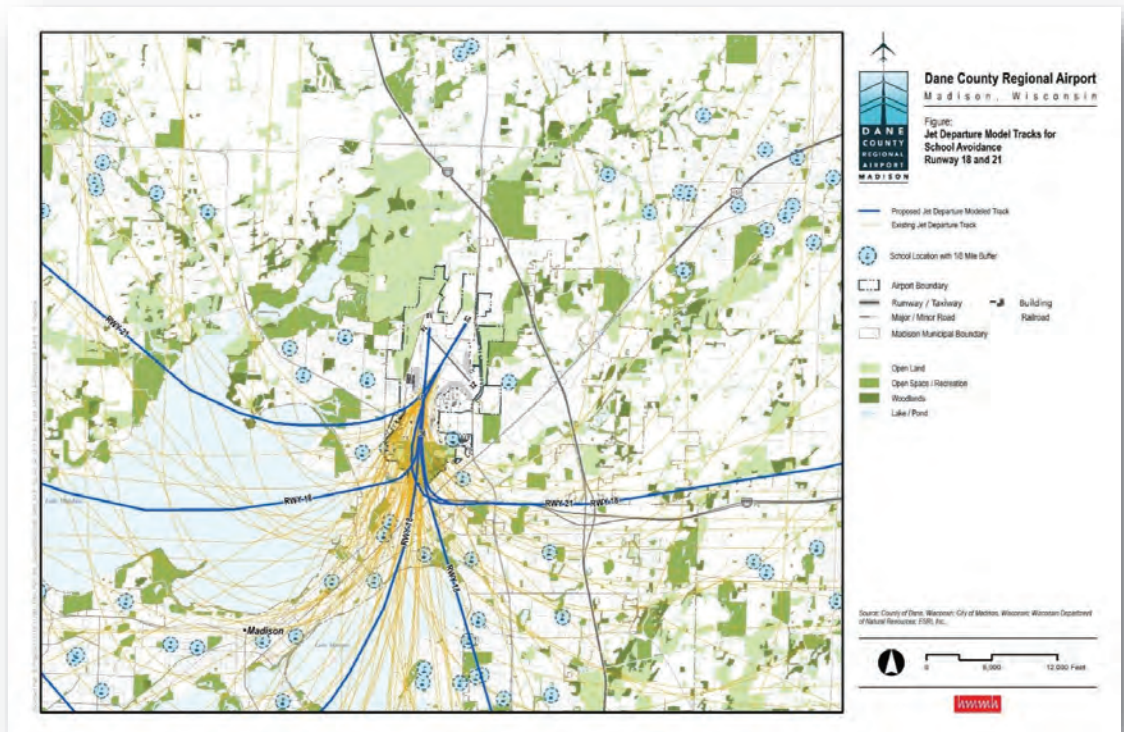 Dane County Regional Airport
Madison, Wisconsin
Figure:
Jet Departure Model Tracks for
School Avoidance
Runway 18 and 21
DANE
COUNTY
REGIONAL
AIRPORT
MADISON
Proposed Jet Departure Modeled Track
Existing Jet Departure Track
School Location with 1/8 Mile Buffer
Airport Boundary
Runway / Taxiway
Building
Major / Minor Road
Railroad
Madison Municipal Boundary
Open Land
Open Space / Recreation
Woodlands
Lake / Pond
RWY-21
RWY-18
RWY-21
RWY-18
Madison
Source: County of Dane, Wisconsin; City of Madison, Wisconsin; Wisconsin Department
of Natural Resources; ESRI, Inc.
0
6,000
12,000 Feet
hmmh